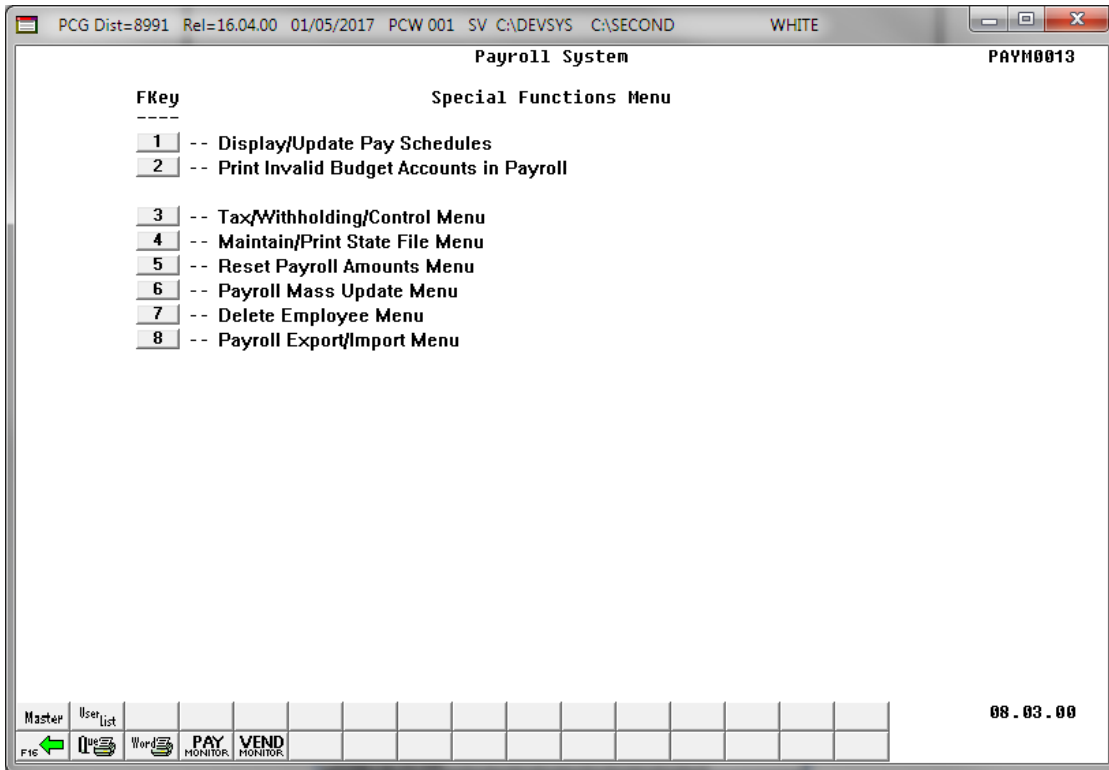 PCG Dist=8991 Rel=16.04.00 01/05/2017 PCW 001 SV C:\DEVSYS C:\SECOND WHITE
Payroll System PAYM0013
FKey Special Functions Menu
----
1 -- Display/Update Pay Schedules
2 -- Print Invalid Budget Accounts in Payroll
3 -- Tax/Withholding/Control Menu
4 -- Maintain/Print State File Menu
5 -- Reset Payroll Amounts Menu
6 -- Payroll Mass Update Menu
7 -- Delete Employee Menu
8 -- Payroll Export/Import Menu
Master User List 08.03.00
F16 Que Word PAY MONITOR VEND MONITOR